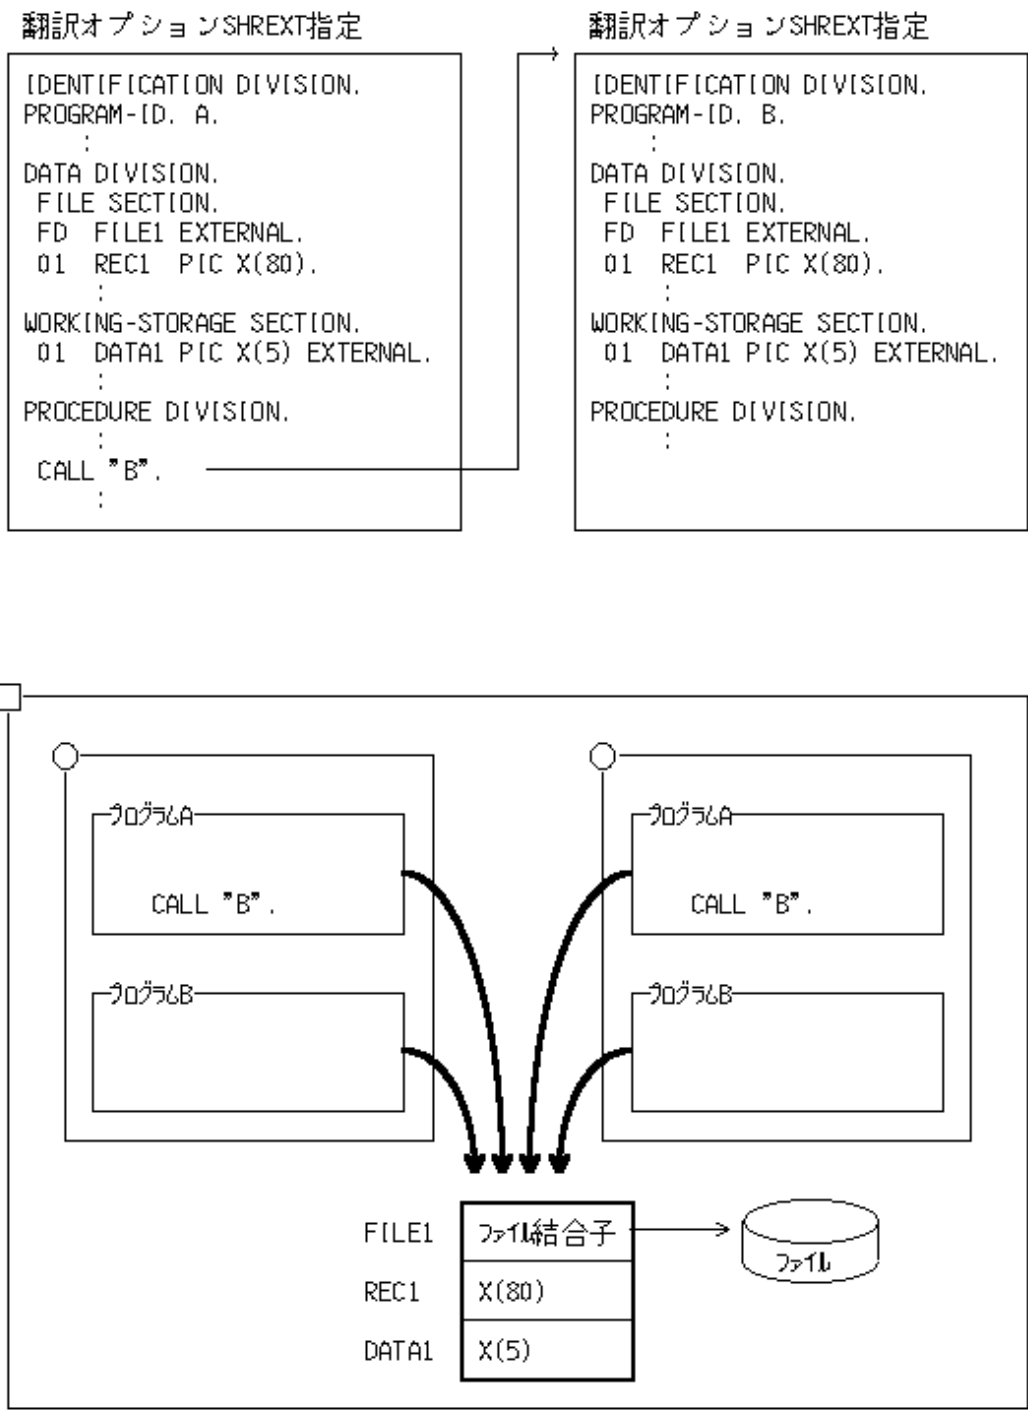 翻訳オプションSHREXT指定
IDENTIFICATION DIVISION.
PROGRAM-ID. A.
:
DATA DIVISION.
FILE SECTION.
FD FILE1 EXTERNAL.
01 REC1 PIC X(80).
:
WORKING-STORAGE SECTION.
01 DATA1 PIC X(5) EXTERNAL.
:
PROCEDURE DIVISION.
:
CALL "B".
:
翻訳オプションSHREXT指定
IDENTIFICATION DIVISION.
PROGRAM-ID. B.
:
DATA DIVISION.
FILE SECTION.
FD FILE1 EXTERNAL.
01 REC1 PIC X(80).
:
WORKING-STORAGE SECTION.
01 DATA1 PIC X(5) EXTERNAL.
:
PROCEDURE DIVISION.
:
プログラムA
CALL "B".
プログラムB
プログラムA
CALL "B".
プログラムB
FILE1 ファイル結合子
ファイル
REC1 X(80)
DATA1 X(5)